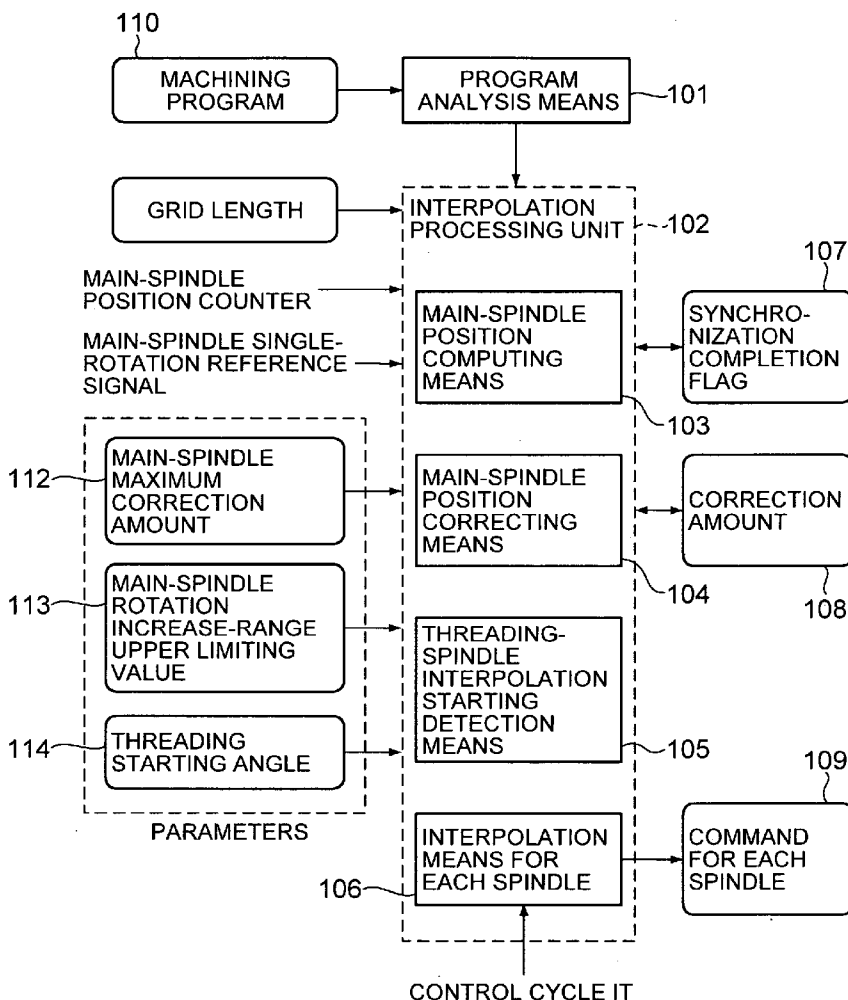 110
MACHINING
PROGRAM
PROGRAM
ANALYSIS MEANS
101
GRID LENGTH
INTERPOLATION
PROCESSING UNIT
102
MAIN-SPINDLE
POSITION COUNTER
MAIN-SPINDLE SINGLE-
ROTATION REFERENCE
SIGNAL
MAIN-SPINDLE
POSITION
COMPUTING
MEANS
103
107
SYNCHRO-
NIZATION
COMPLETION
FLAG
112
MAIN-SPINDLE
MAXIMUM
CORRECTION
AMOUNT
MAIN-SPINDLE
POSITION
CORRECTING
MEANS
104
CORRECTION
AMOUNT
108
113
MAIN-SPINDLE
ROTATION
INCREASE-RANGE
UPPER LIMITING
VALUE
THREADING-
SPINDLE
INTERPOLATION
STARTING
DETECTION
MEANS
105
114
THREADING
STARTING ANGLE
PARAMETERS
INTERPOLATION
MEANS FOR
EACH SPINDLE
106
109
COMMAND
FOR EACH
SPINDLE
CONTROL CYCLE IT